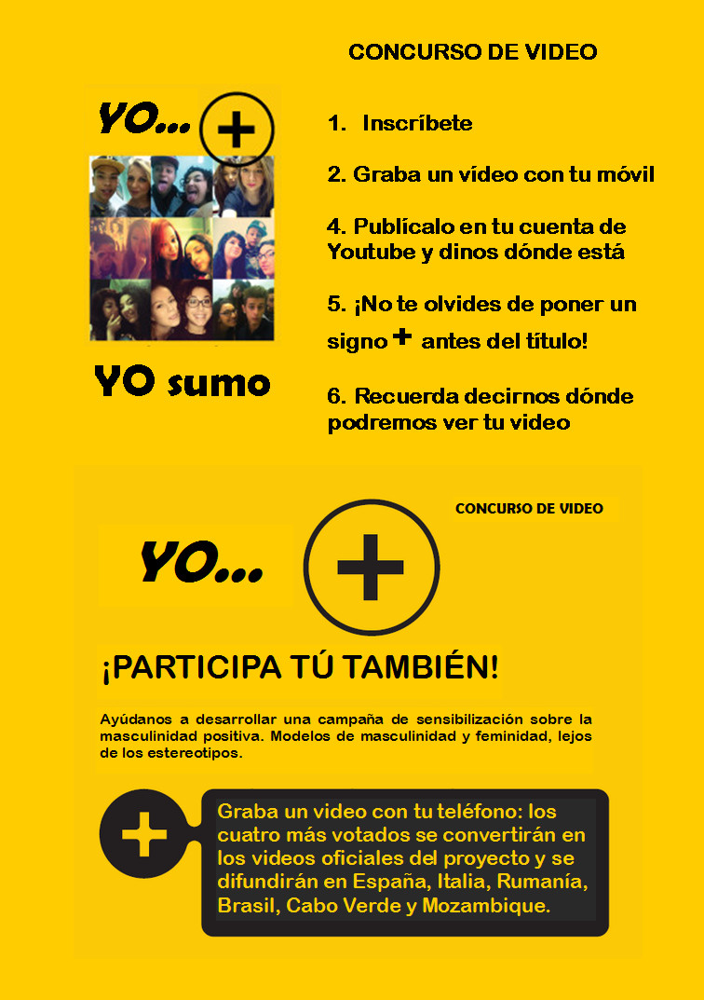 CONCURSO DE VIDEO
YO... +
YO sumo
1. Inscríbete
2. Graba un vídeo con tu móvil
4. Publícalo en tu cuenta de
Youtube y dinos dónde está
5. ¡No te olvides de poner un
signo + antes del título!
6. Recuerda decirnos dónde
podremos ver tu video
CONCURSO DE VIDEO
YO... +
¡PARTICIPA TÚ TAMBIÉN!
Ayúdanos a desarrollar una campaña de sensibilización sobre la
masculinidad positiva. Modelos de masculinidad y feminidad, lejos
de los estereotipos.
+
Graba un video con tu teléfono: los
cuatro más votados se convertirán en
los videos oficiales del proyecto y se
difundirán en España, Italia, Rumanía,
Brasil, Cabo Verde y Mozambique.